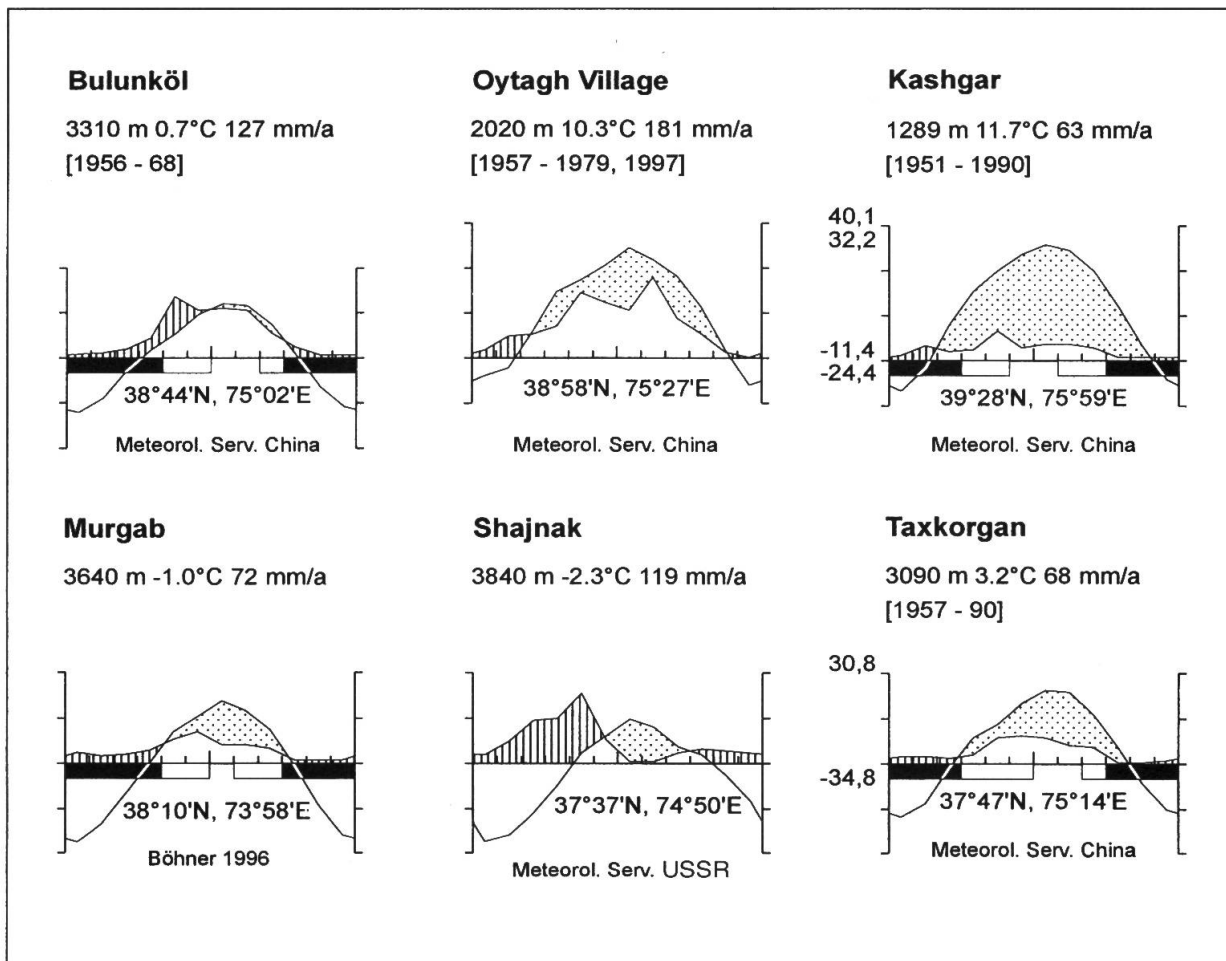 Bulunköl
3310 m 0.7°C 127 mm/a
[1956 - 68]
38°44'N, 75°02'E
Meteorol. Serv. China
Oytagh Village
2020 m 10.3°C 181 mm/a
[1957 - 1979, 1997]
38°58'N, 75°27'E
Meteorol. Serv. China
Kashgar
1289 m 11.7°C 63 mm/a
[1951 - 1990]
40,1
32,2
-11,4
-24,4
39°28'N, 75°59'E
Meteorol. Serv. China
Murgab
3640 m -1.0°C 72 mm/a
38°10'N, 73°58'E
Böhner 1996
Shajnak
3840 m -2.3°C 119 mm/a
37°37'N, 74°50'E
Meteorol. Serv. USSR
Taxkorgan
3090 m 3.2°C 68 mm/a
[1957 - 90]
30,8
-34,8
37°47'N, 75°14'E
Meteorol. Serv. China